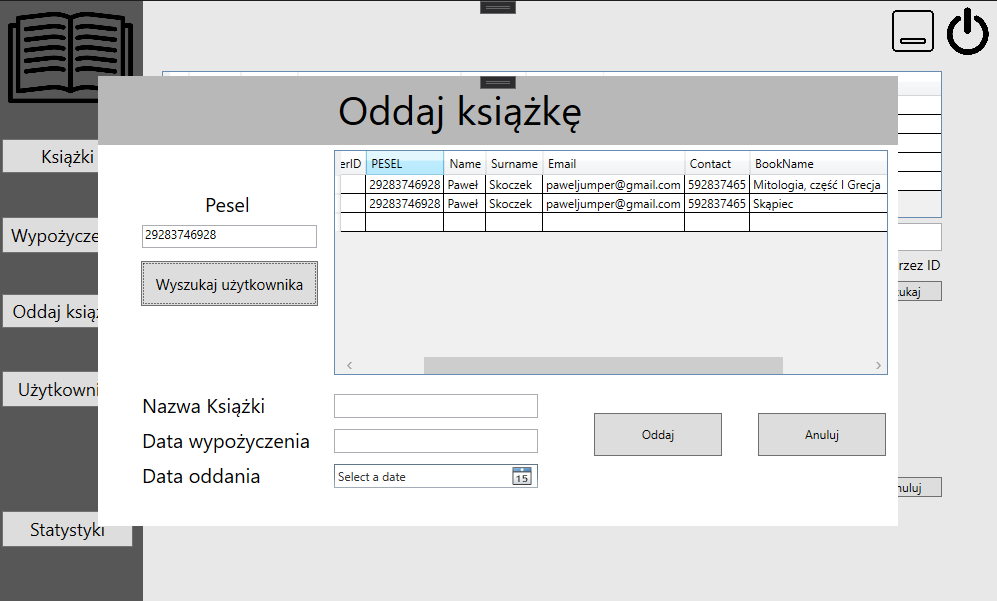 Oddaj książkę
Książki
Wypożycze
Oddaj ksią
Użytkowni
Statystyki
Pesel
29283746928
Wyszukaj użytkownika
erID PESEL Name Surname Email Contact BookName
29283746928 Paweł Skoczek paweljumper@gmail.com 592837465 Mitologia, część I Grecja
29283746928 Paweł Skoczek paweljumper@gmail.com 592837465 Skąpiec
Nazwa Książki
Data wypożyczenia
Data oddania
Select a date
15
Oddaj
Anuluj
rzez ID
ukaj
nuluj